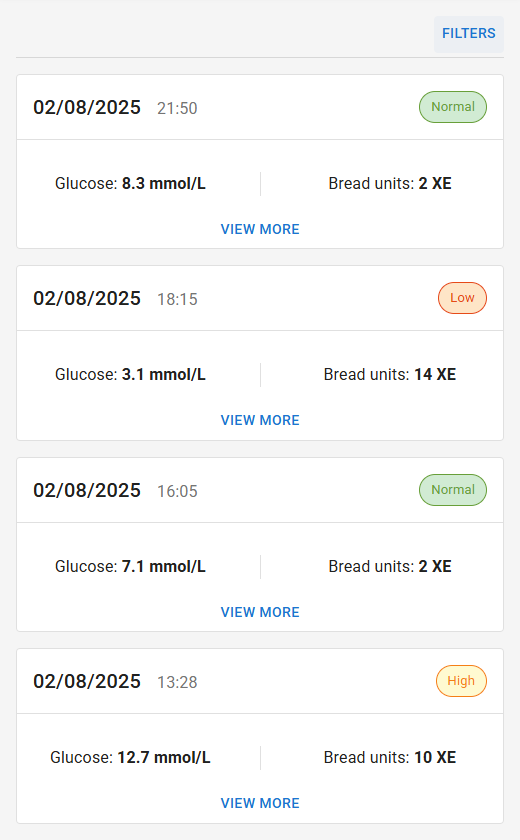 FILTERS
02/08/2025 21:50 Normal
Glucose: 8.3 mmol/L Bread units: 2 XE
VIEW MORE
02/08/2025 18:15 Low
Glucose: 3.1 mmol/L Bread units: 14 XE
VIEW MORE
02/08/2025 16:05 Normal
Glucose: 7.1 mmol/L Bread units: 2 XE
VIEW MORE
02/08/2025 13:28 High
Glucose: 12.7 mmol/L Bread units: 10 XE
VIEW MORE